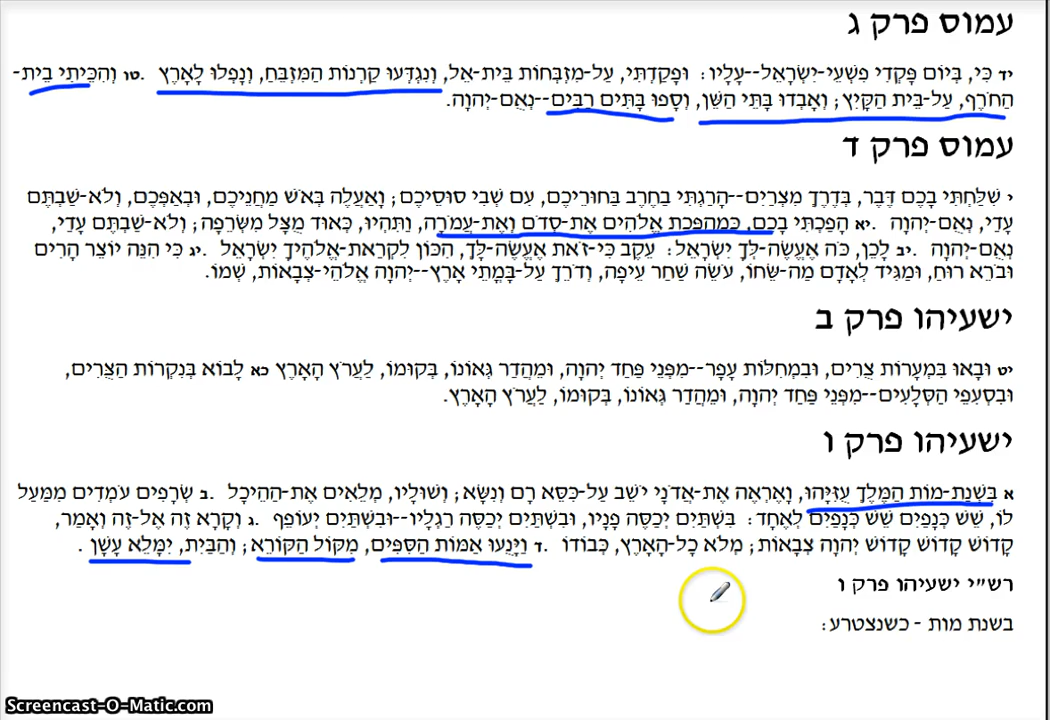 עמוס פרק ג
יד כִּי, בְּיוֹם פָּקְדִי פִשְׁעֵי-יִשְׂרָאֵל--עָלָיו: וּפָקַדְתִּי, עַל-מִזְבְּחוֹת בֵּית-אֵל, וְנִגְדְּעוּ קַרְנוֹת הַמִּזְבֵּחַ, וְנָפְלוּ לָאָרֶץ. טו וְהִכֵּיתִי בֵית-
הַחֹרֶף, עַל-בֵּית הַקָּיִץ; וְאָבְדוּ בָּתֵּי הַשֵּׁן, וְסָפוּ בָּתִּים רַבִּים--נְאֻם-יְהוָה.
עמוס פרק ד
י שִׁלַּחְתִּי בָכֶם דֶּבֶר, בְּדֶרֶךְ מִצְרַיִם--הָרַגְתִּי בַחֶרֶב בַּחוּרֵיכֶם, עִם שְׁבִי סוּסֵיכֶם; וָאַעֲלֶה בְּאֹשׁ מַחֲנֵיכֶם, וּבְאַפְּכֶם, וְלֹא-שַׁבְתֶּם
עָדַי, נְאֻם-יְהוָה יא הָפַכְתִּי בָכֶם, כְּמַהְפֵּכַת אֱלֹהִים אֶת-סְדֹם וְאֶת-עֲמֹרָה, וַתִּהְיוּ, כְּאוּד מֻצָּל מִשְּׂרֵפָה; וְלֹא-שַׁבְתֶּם עָדַי,
נְאֻם-יְהוָה יב לָכֵן, כֹּה אֶעֱשֶׂה-לְּךָ יִשְׂרָאֵל: עֵקֶב כִּי-זֹאת אֶעֱשֶׂה-לָּךְ, הִכּוֹן לִקְרַאת-אֱלֹהֶיךָ יִשְׂרָאֵל. יג כִּי הִנֵּה יוֹצֵר הָרִים
וּבֹרֵא רוּחַ, וּמַגִּיד לְאָדָם מַה-שֵּׂחוֹ, עֹשֵׂה שַׁחַר עֵיפָה, וְדֹרֵךְ עַל-בָּמֳתֵי אָרֶץ--יְהוָה אֱלֹהֵי-צְבָאוֹת, שְׁמוֹ.
ישעיהו פרק ב
יט וּבָאוּ בִּמְעָרוֹת צֻרִים, וּבִמְחִלּוֹת עָפָר--מִפְּנֵי פַּחַד יְהוָה, וּמֵהֲדַר גְּאוֹנוֹ, בְּקוּמוֹ, לַעֲרֹץ הָאָרֶץ כא לָבוֹא בְּנִקְרוֹת הַצֻּרִים,
וּבִסְעִפֵי הַסְּלָעִים--מִפְּנֵי פַּחַד יְהוָה, וּמֵהֲדַר גְּאוֹנוֹ, בְּקוּמוֹ, לַעֲרֹץ הָאָרֶץ.
ישעיהו פרק ו
א בִּשְׁנַת-מוֹת הַמֶּלֶךְ עֻזִּיָּהוּ, וָאֶרְאֶה אֶת-אֲדֹנָי יֹשֵׁב עַל-כִּסֵּא רָם וְנִשָּׂא; וְשׁוּלָיו, מְלֵאִים אֶת-הַהֵיכָל. ב שְׂרָפִים עֹמְדִים מִמַּעַל
לוֹ, שֵׁשׁ כְּנָפַיִם שֵׁשׁ כְּנָפַיִם לְאֶחָד: בִּשְׁתַּיִם יְכַסֶּה פָנָיו, וּבִשְׁתַּיִם יְכַסֶּה רַגְלָיו--וּבִשְׁתַּיִם יְעוֹפֵף. ג וְקָרָא זֶה אֶל-זֶה וְאָמַר,
קָדוֹשׁ קָדוֹשׁ קָדוֹשׁ יְהוָה צְבָאוֹת; מְלֹא כָל-הָאָרֶץ, כְּבוֹדוֹ. ד וַיָּנֻעוּ אַמּוֹת הַסִּפִּים, מִקּוֹל הַקּוֹרֵא; וְהַבַּיִת, יִמָּלֵא עָשָׁן.
רש"י ישעיהו פרק ו
בשנת מות - כשנצטרע:
Screencast-O-Matic.com